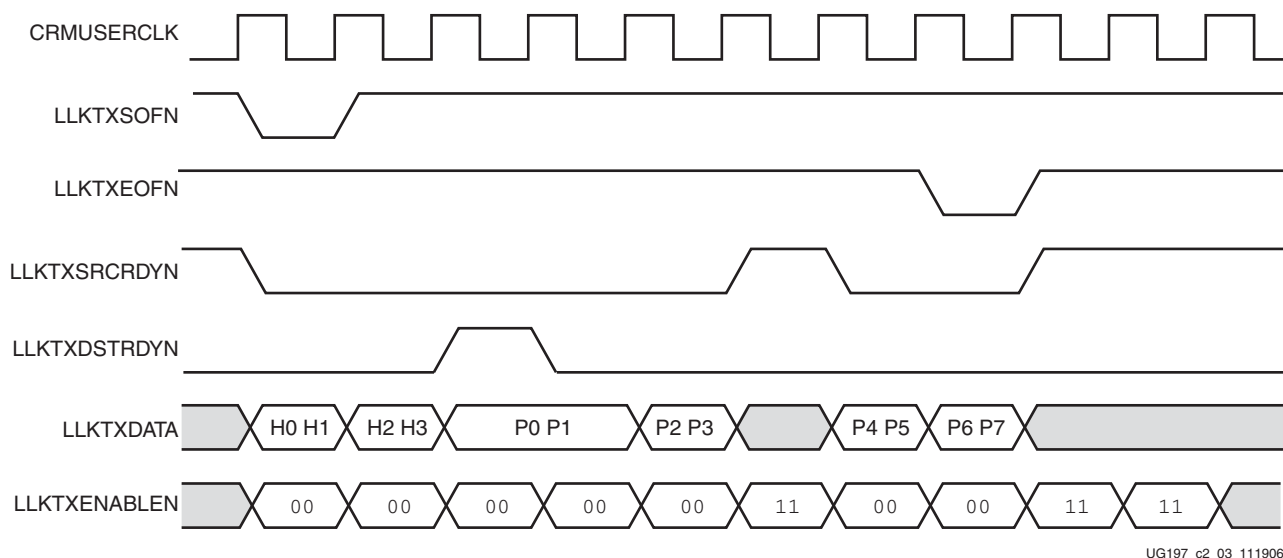 CRMUSERCLK
LLKTXSOFN
LLKTXEOFN
LLKTXSRCRDYN
LLKTXDSTRDYN
LLKTXDATA H0 H1 H2 H3 P0 P1 P2 P3 P4 P5 P6 P7
LLKTXENABLEN 00 00 00 00 00 11 00 00 11 11
UG197_c2_03_111906